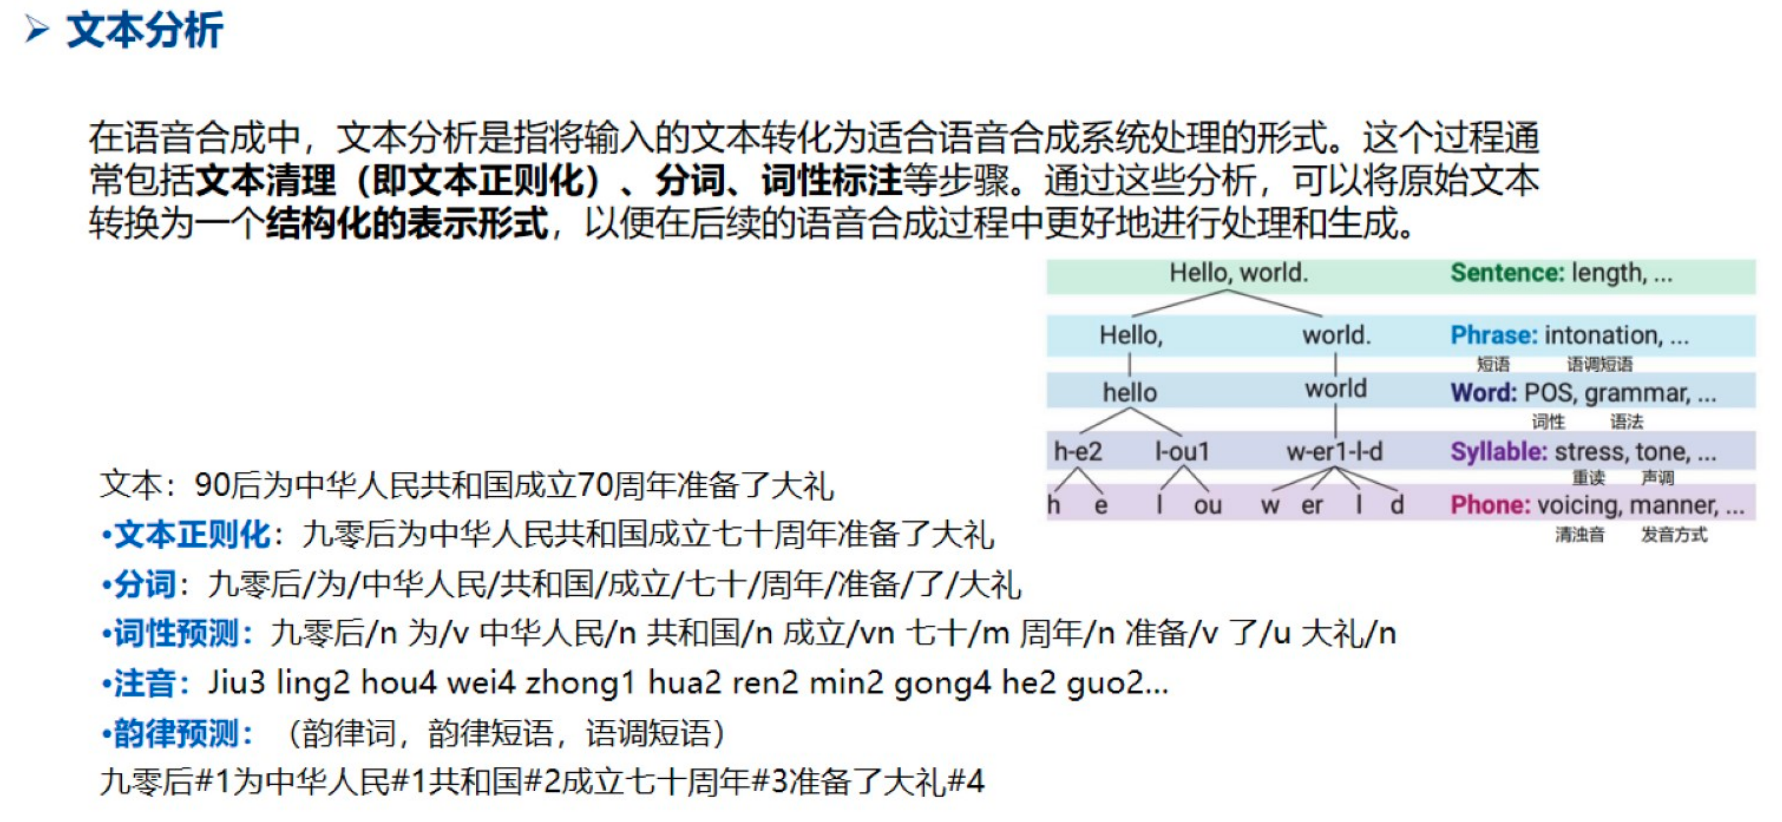 ➢ 文本分析
在语音合成中，文本分析是指将输入的文本转化为适合语音合成系统处理的形式。这个过程通
常包括文本清理（即文本正则化）、分词、词性标注等步骤。通过这些分析，可以将原始文本
转换为一个结构化的表示形式，以便在后续的语音合成过程中更好地进行处理和生成。
Hello, world. Sentence: length, ...
Hello, world. Phrase: intonation, ...
短语 语调短语
hello world Word: POS, grammar, ...
词性 语法
h-e2 l-ou1 w-er1-l-d Syllable: stress, tone, ...
重读 声调
h e l ou w er l d Phone: voicing, manner, ...
清浊音 发音方式
文本：90后为中华人民共和国成立70周年准备了大礼
•文本正则化：九零后为中华人民共和国成立七十周年准备了大礼
•分词：九零后/为/中华人民/共和国/成立/七十/周年/准备/了/大礼
•词性预测：九零后/n 为/v 中华人民/n 共和国/n 成立/vn 七十/m 周年/n 准备/v 了/u 大礼/n
•注音：Jiu3 ling2 hou4 wei4 zhong1 hua2 ren2 min2 gong4 he2 guo2...
•韵律预测：（韵律词，韵律短语，语调短语）
九零后#1为中华人民#1共和国#2成立七十周年#3准备了大礼#4